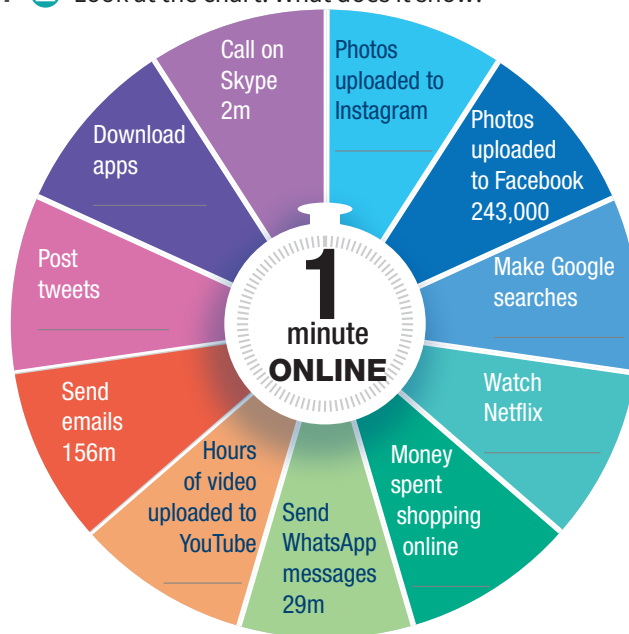 Look at the chart. What does it show?
Call on
Skype
2m
Photos
uploaded to
Instagram
Photos
uploaded
to Facebook
243,000
Make Google
searches
Watch
Netflix
Money
spent
shopping
online
Send
WhatsApp
messages
29m
Hours
of video
uploaded to
YouTube
Send
emails
156m
Post
tweets
Download
apps
1
minute
ONLINE